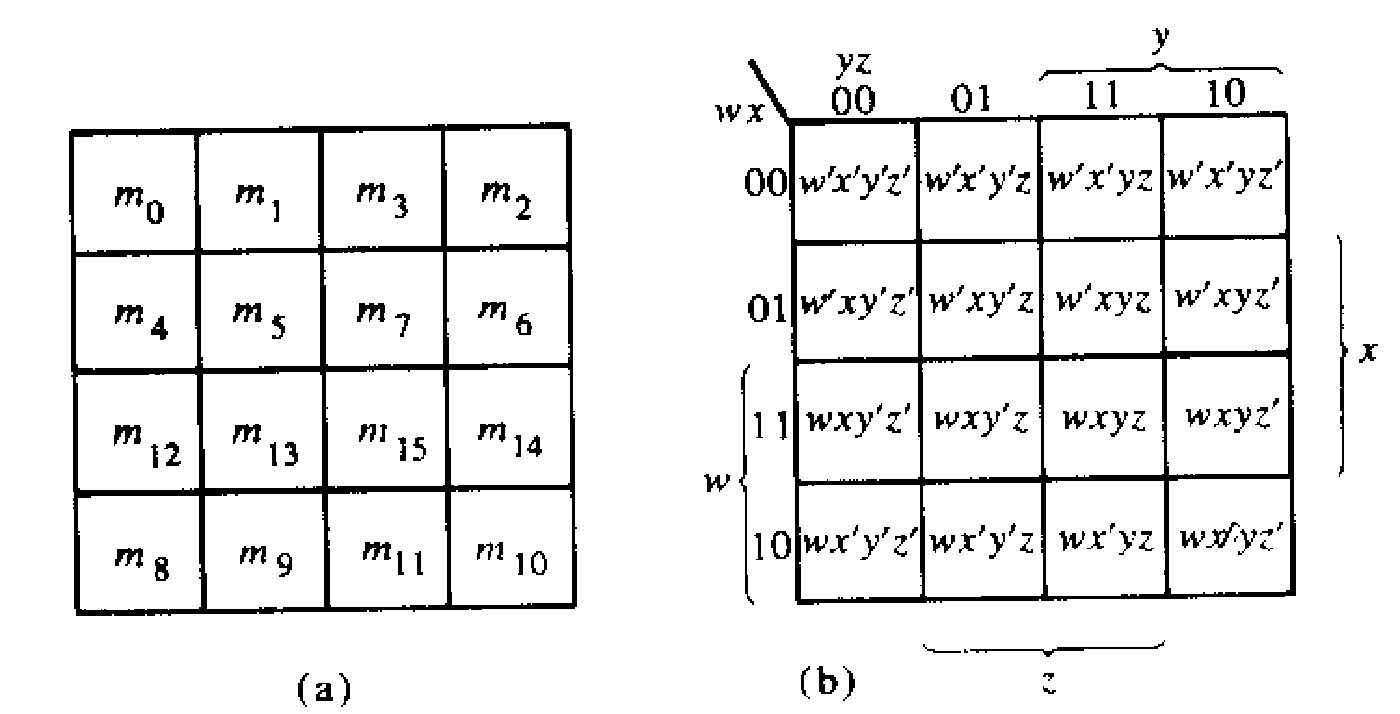 m0 m1 m3 m2
m4 m5 m7 m6
m12 m13 m15 m14
m8 m9 m11 m10
(a)
y
yz
wx 00 01 11 10
00 w'x'y'z' w'x'y'z w'x'yz w'x'yz'
01 w'xy'z' w'xy'z w'xyz w'xyz'
x
11 wxy'z' wxy'z wxyz wxyz'
w
10 wx'y'z' wx'y'z wx'yz wx'yz'
z
(b)